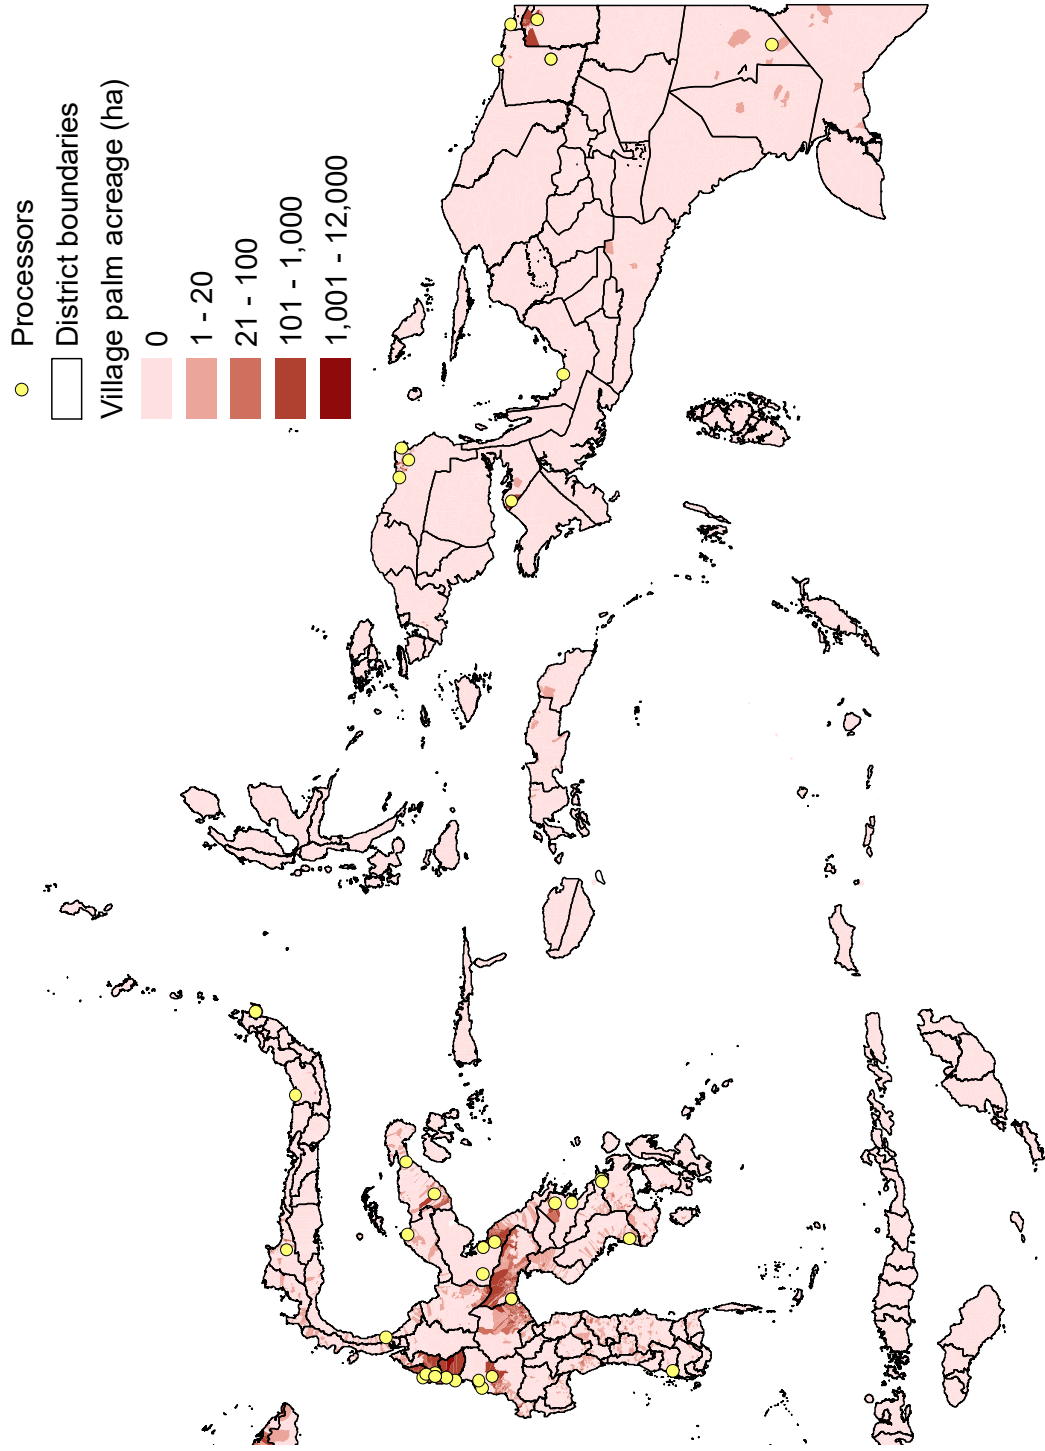 Processors
District boundaries
Village palm acreage (ha)
0
1 - 20
21 - 100
101 - 1,000
1,001 - 12,000